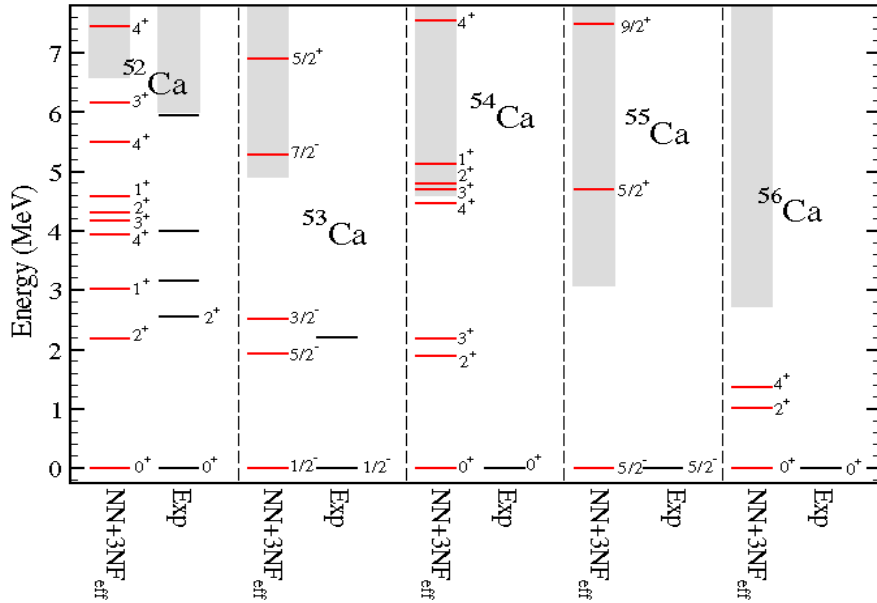 Energy (MeV)
7
6
5
4
3
2
1
0
52Ca
4+
3+
4+
1+
2+
3+
4+
1+
2+
0+
2+
0+
53Ca
5/2+
7/2-
3/2-
5/2-
1/2-
1/2-
54Ca
4+
1+
2+
3+
4+
3+
2+
0+
0+
55Ca
9/2+
5/2+
5/2-
5/2-
56Ca
4+
2+
0+
0+
NN+3NFeff
Exp
NN+3NFeff
Exp
NN+3NFeff
Exp
NN+3NFeff
Exp
NN+3NFeff
Exp